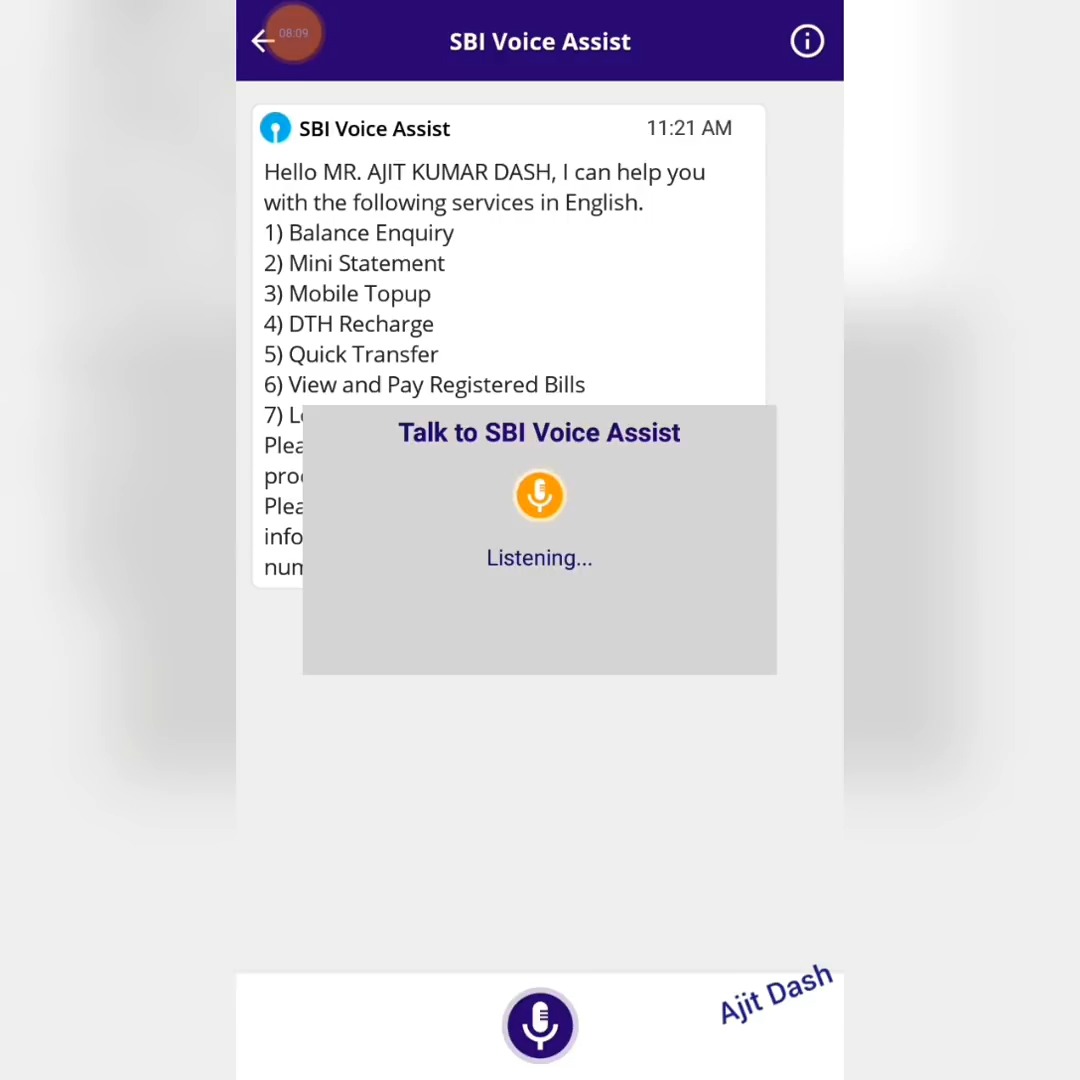 08:09
SBI Voice Assist
SBI Voice Assist 11:21 AM
Hello MR. AJIT KUMAR DASH, I can help you
with the following services in English.
1) Balance Enquiry
2) Mini Statement
3) Mobile Topup
4) DTH Recharge
5) Quick Transfer
6) View and Pay Registered Bills
7)
Talk to SBI Voice Assist
Listening...
Ajit Dash